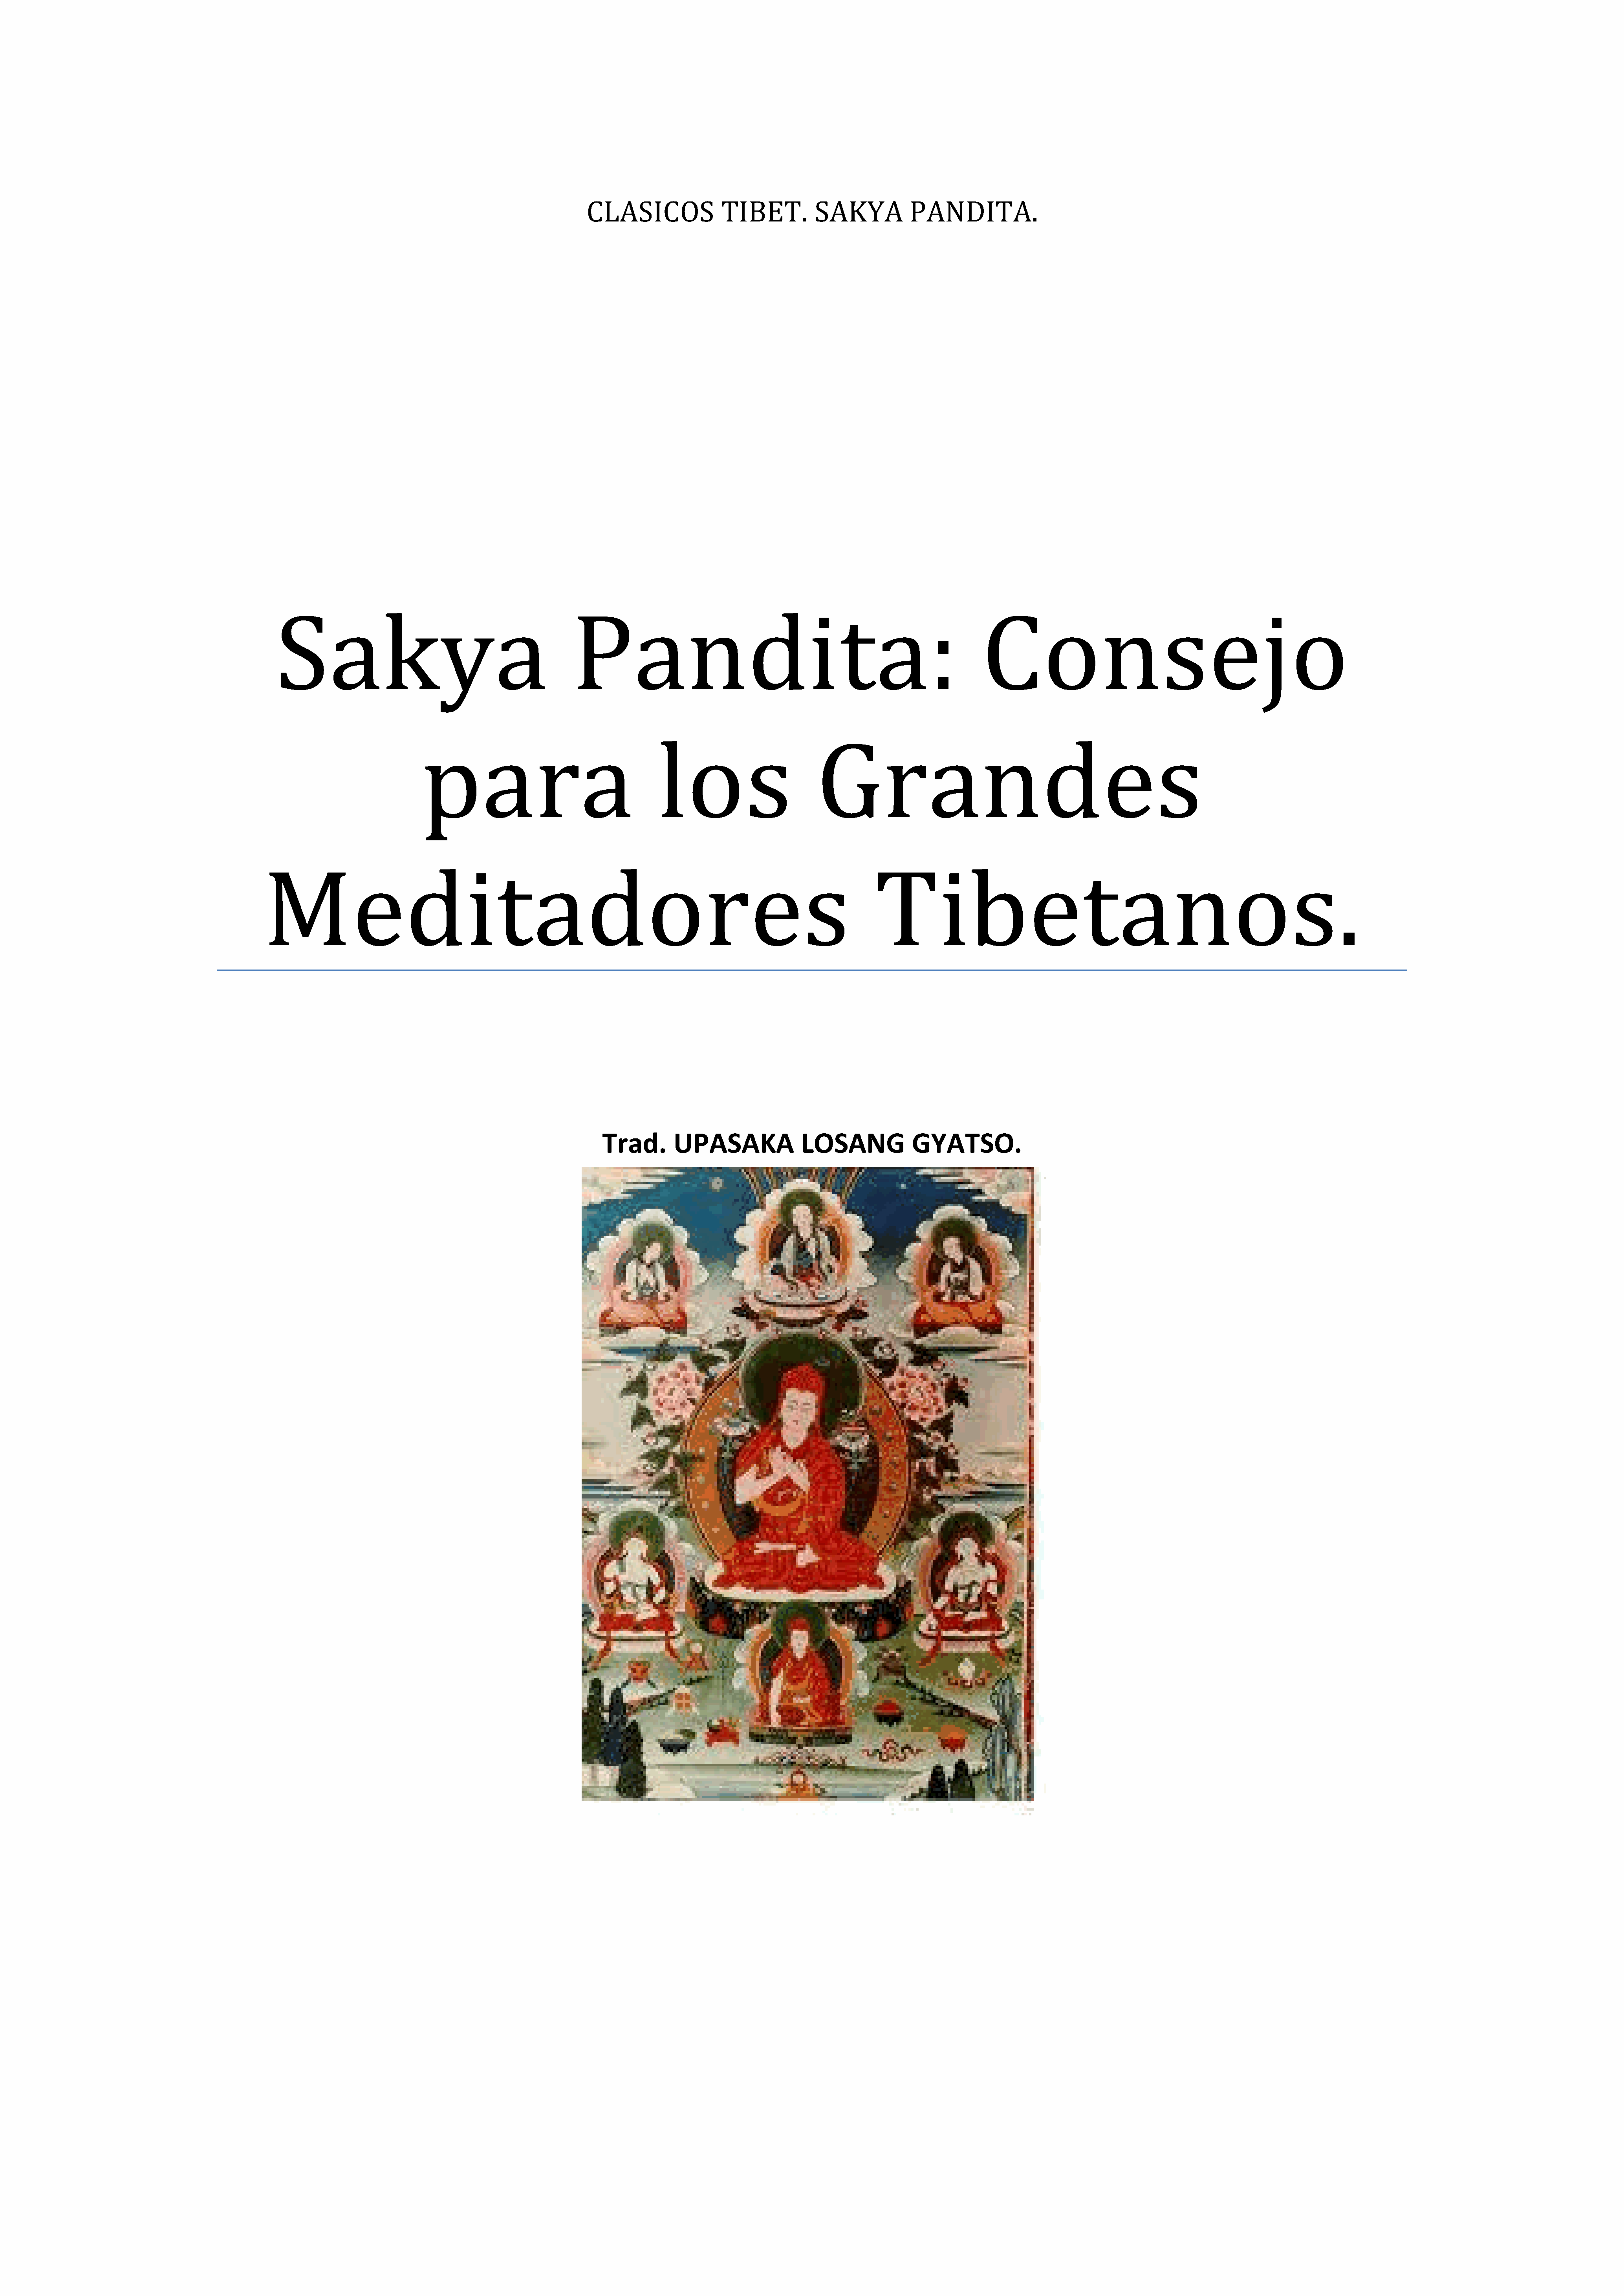 CLASICOS TIBET. SAKYA PANDITA.
Sakya Pandita: Consejo
para los Grandes
Meditadores Tibetanos.
Trad. UPASAKA LOSANG GYATSO.